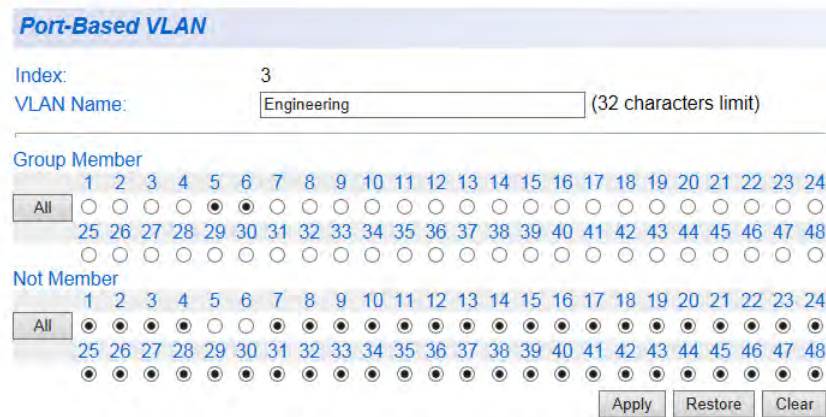 Port-Based VLAN
Index: 3
VLAN Name: Engineering (32 characters limit)
Group Member
1 2 3 4 5 6 7 8 9 10 11 12 13 14 15 16 17 18 19 20 21 22 23 24
All
25 26 27 28 29 30 31 32 33 34 35 36 37 38 39 40 41 42 43 44 45 46 47 48
Not Member
1 2 3 4 5 6 7 8 9 10 11 12 13 14 15 16 17 18 19 20 21 22 23 24
All
25 26 27 28 29 30 31 32 33 34 35 36 37 38 39 40 41 42 43 44 45 46 47 48
Apply Restore Clear